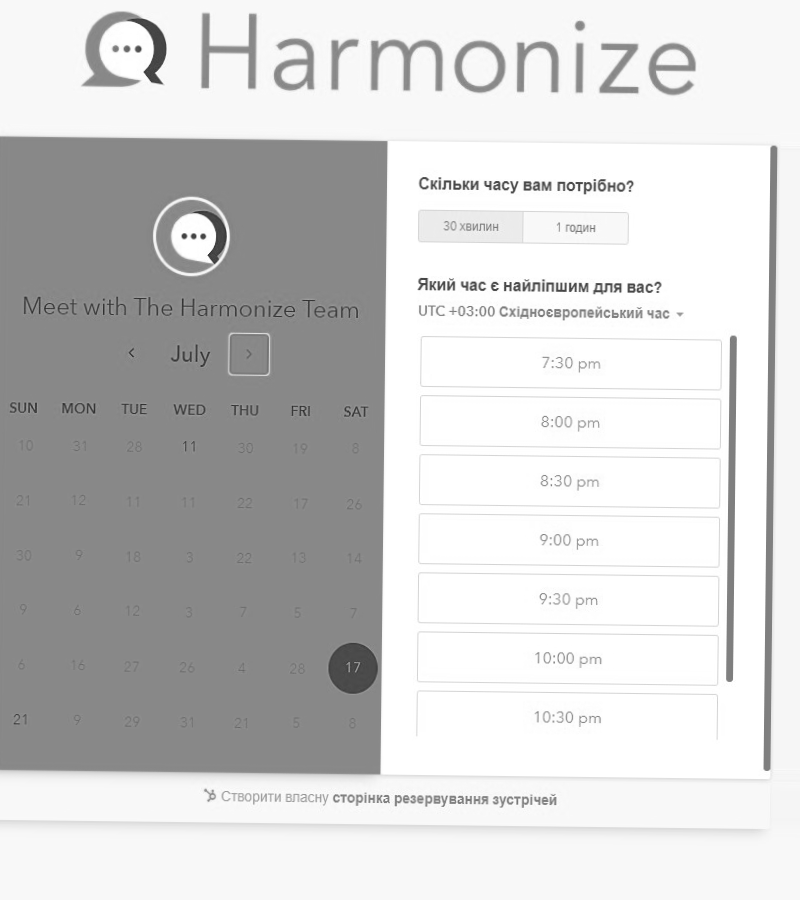 Harmonize
Meet with The Harmonize Team
July
SUN MON TUE WED THU FRI SAT
10 31 28 11 30 19 8
21 12 11 11 22 17 26
30 9 18 3 22 13 14
9 6 12 3 7 5 7
6 16 27 26 4 28 17
21 9 29 31 21 5 8
Скільки часу вам потрібно?
30 хвилин 1 годин
Який час є найліпшим для вас?
UTC +03:00 Східноєвропейський час
7:30 pm
8:00 pm
8:30 pm
9:00 pm
9:30 pm
10:00 pm
10:30 pm
Створити власну сторінка резервування зустрічей